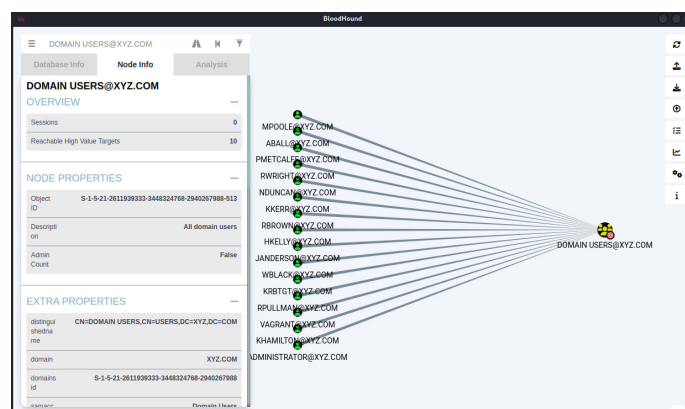 BloodHound
DOMAIN USERS@XYZ.COM
Database Info
Node Info
Analysis
DOMAIN USERS@XYZ.COM
OVERVIEW
Sessions 0
Reachable High Value Targets 10
NODE PROPERTIES
Object ID S-1-5-21-2611939333-3448324768-2940267988-513
Description All domain users
Admin Count False
EXTRA PROPERTIES
distinguishedname CN=DOMAIN USERS,CN=USERS,DC=XYZ,DC=COM
domain XYZ.COM
domainsid S-1-5-21-2611939333-3448324768-2940267988
Domain Users
MPOOLE@XYZ.COM
ABALL@XYZ.COM
PMETCALFE@XYZ.COM
RWRIGHT@XYZ.COM
NDUNCAN@XYZ.COM
KKERR@XYZ.COM
RBROWN@XYZ.COM
HKELLY@XYZ.COM
JANDERSON@XYZ.COM
WBLACK@XYZ.COM
KRBTGT@XYZ.COM
RPULLMAN@XYZ.COM
VAGRANT@XYZ.COM
KHAMILTON@XYZ.COM
ADMINISTRATOR@XYZ.COM
DOMAIN USERS@XYZ.COM